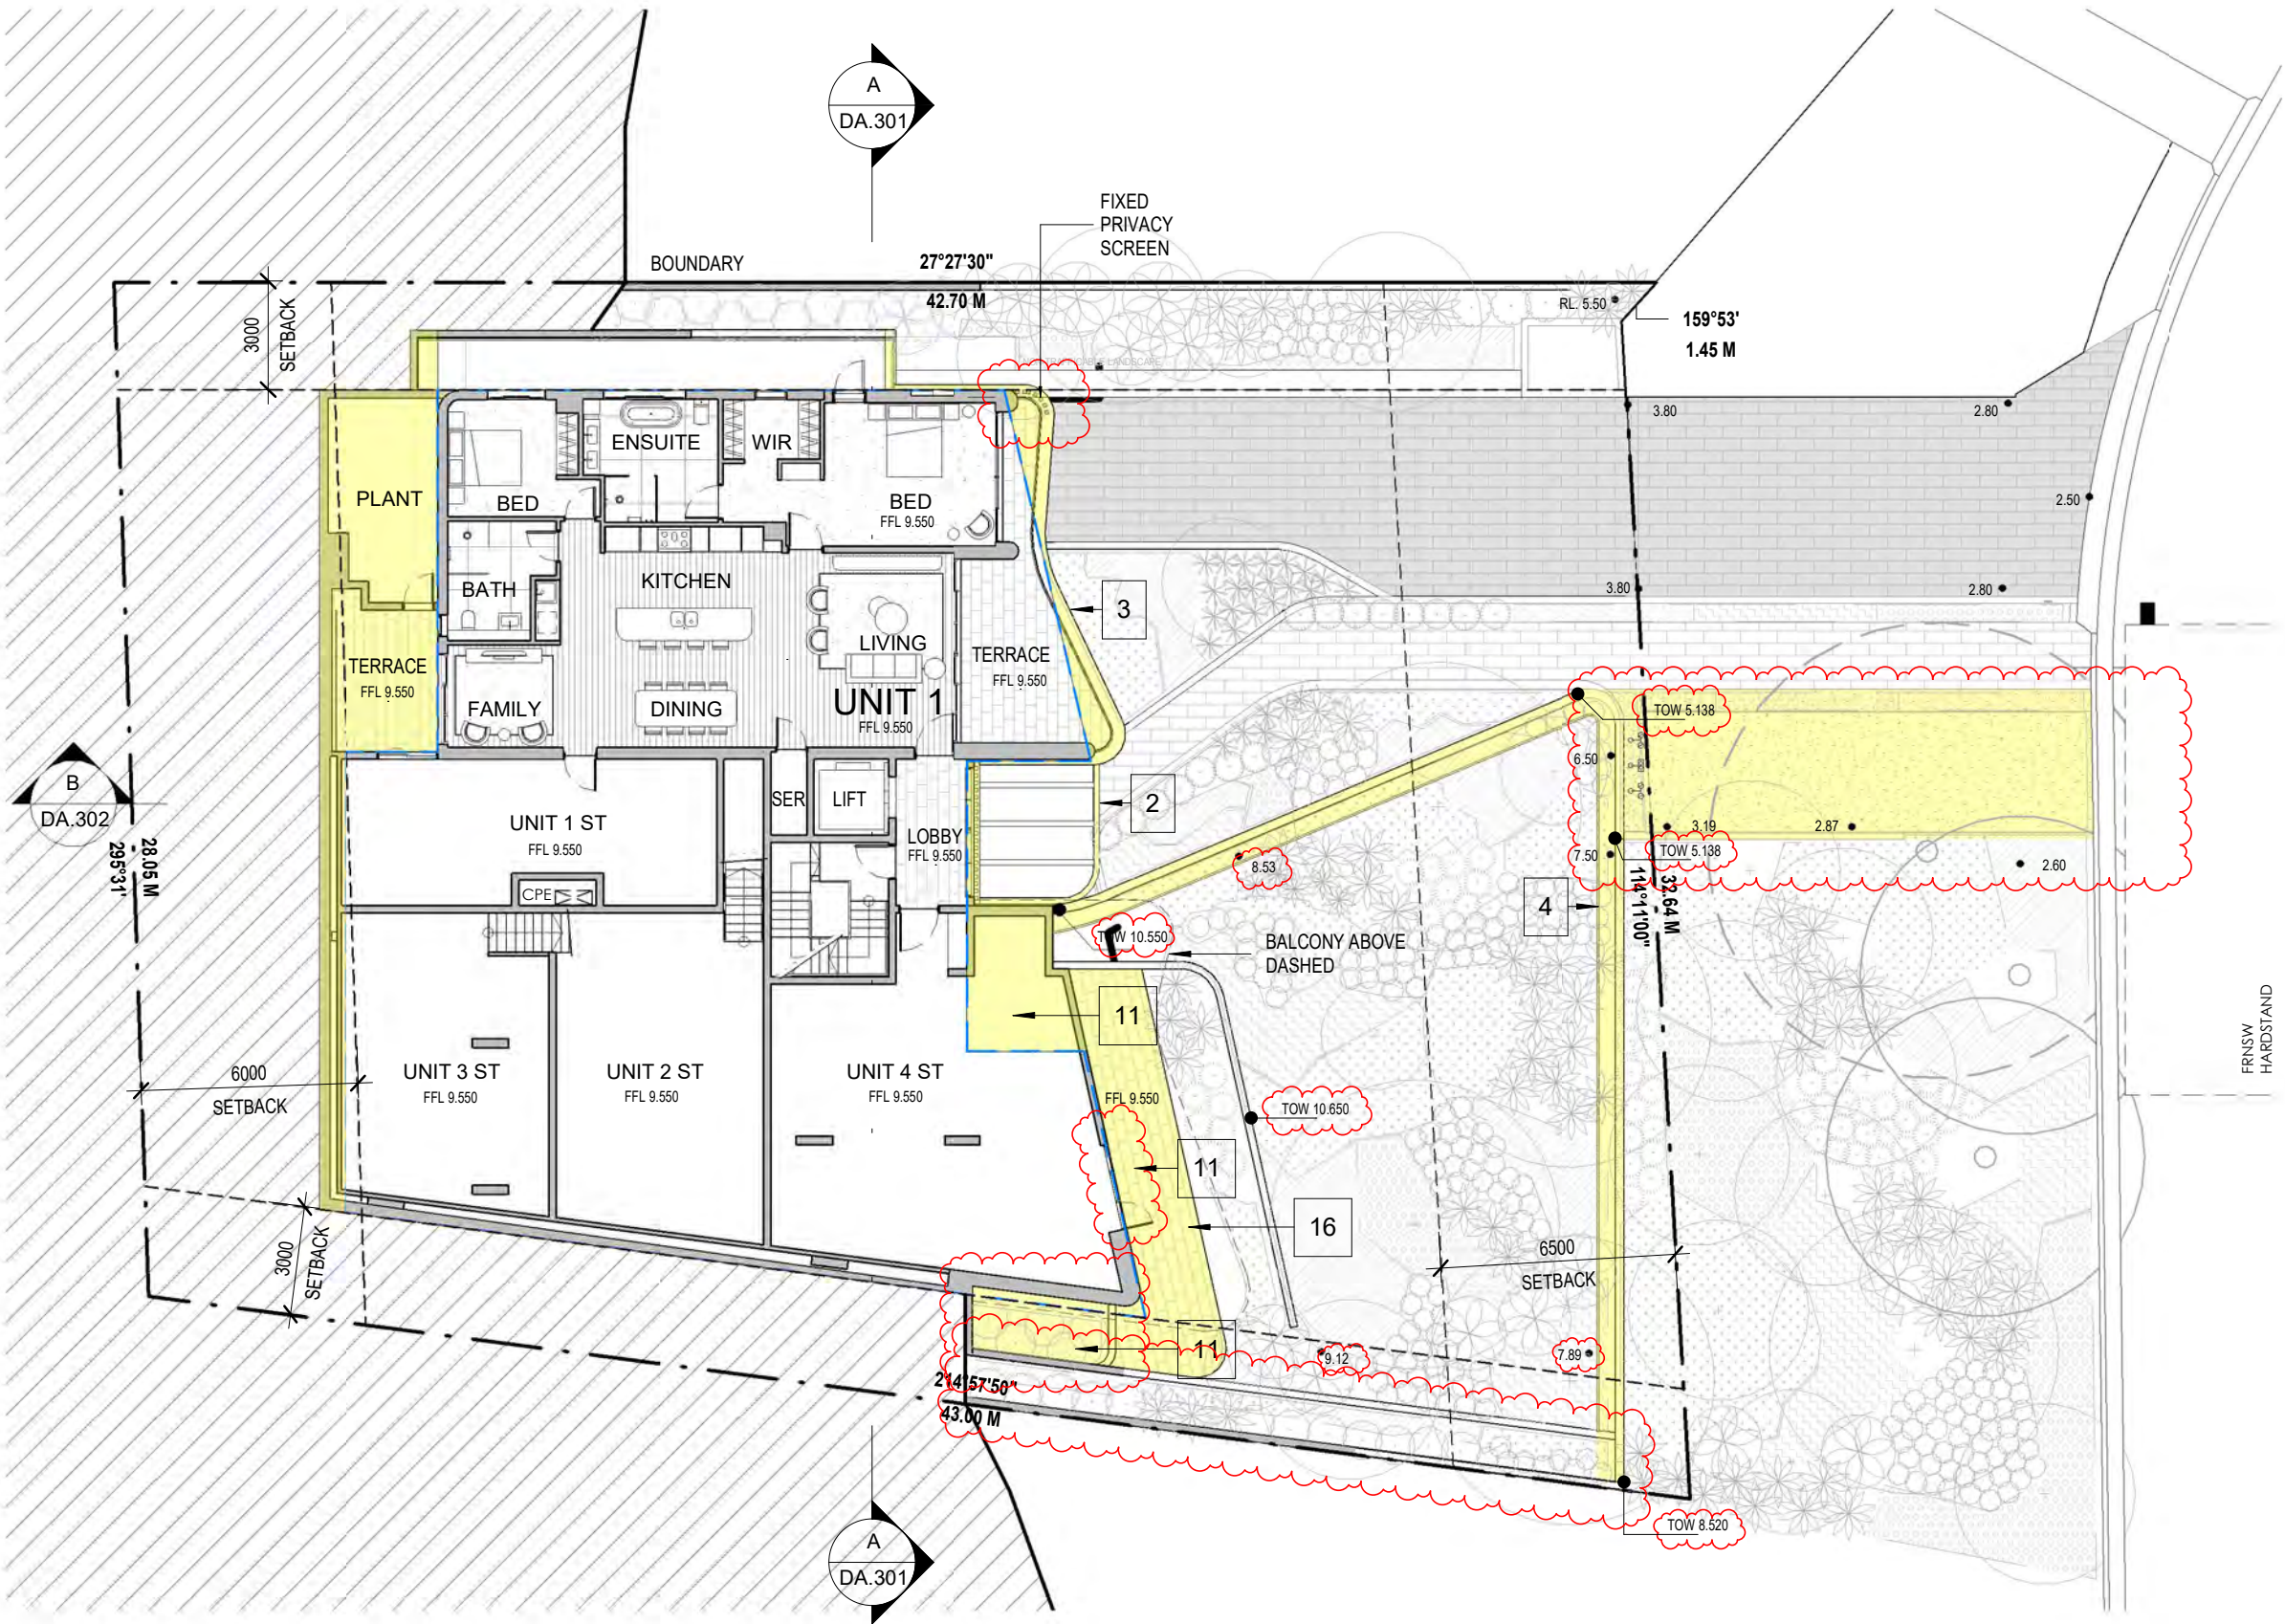 A
DA.301
FIXED
PRIVACY
SCREEN
BOUNDARY
27°27'30"
42.70 M
RL. 5.50
159°53'
1.45 M
3000
SETBACK
3.80
2.80
ENSUITE
WIR
PLANT
BED
BED
FFL 9.550
2.50
KITCHEN
BATH
3.80
2.80
3
LIVING
TERRACE
FFL 9.550
TERRACE
FFL 9.550
UNIT 1
FFL 9.550
FAMILY
DINING
TOW 5.138
6.50
B
DA.302
SER
LIFT
2
UNIT 1 ST
FFL 9.550
LOBBY
FFL 9.550
3.19
2.87
7.50
TOW 5.138
2.60
28.05 M
295°31'
8.53
CPE
4
32.64 M
114°11'00"
TOW 10.550
BALCONY ABOVE
DASHED
11
FRNSW
HARDSTAND
6000
SETBACK
UNIT 3 ST
FFL 9.550
UNIT 2 ST
FFL 9.550
UNIT 4 ST
FFL 9.550
FFL 9.550
TOW 10.650
11
16
3000
SETBACK
6500
SETBACK
11
9.12
7.89
214°57'50"
43.00 M
TOW 8.520
A
DA.301